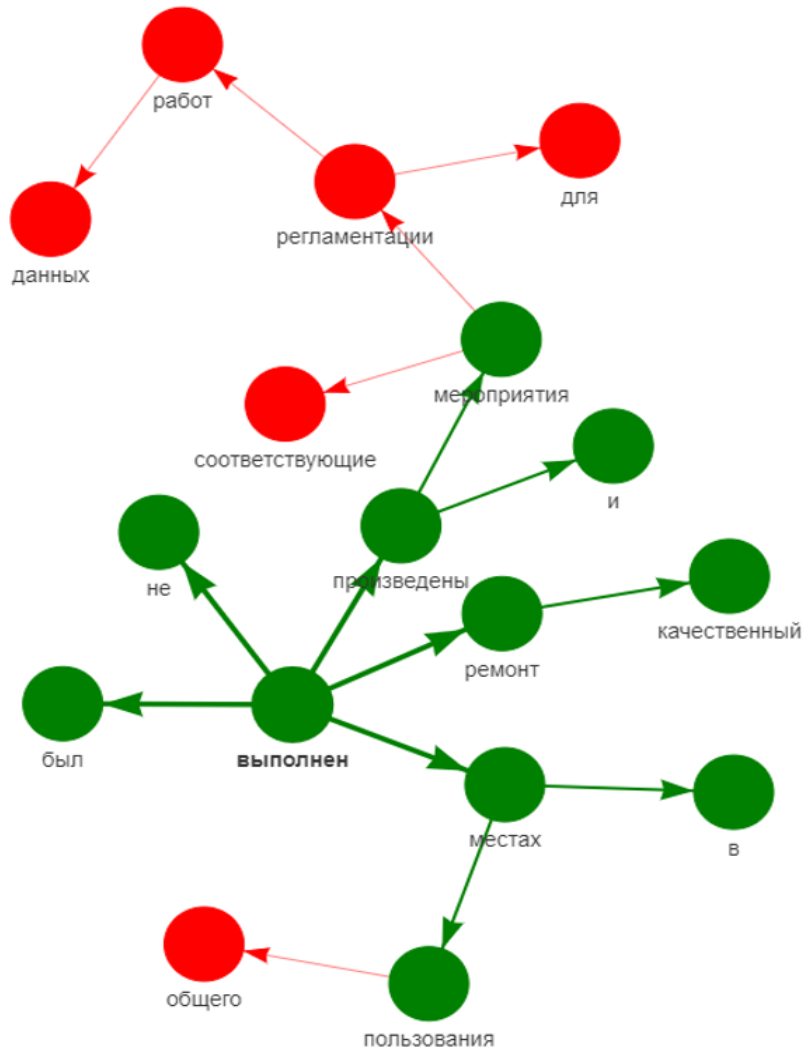 работ
для
регламентации
данных
мероприятия
соответствующие
и
произведены
не
качественный
ремонт
был
выполнен
местах
в
общего
пользования